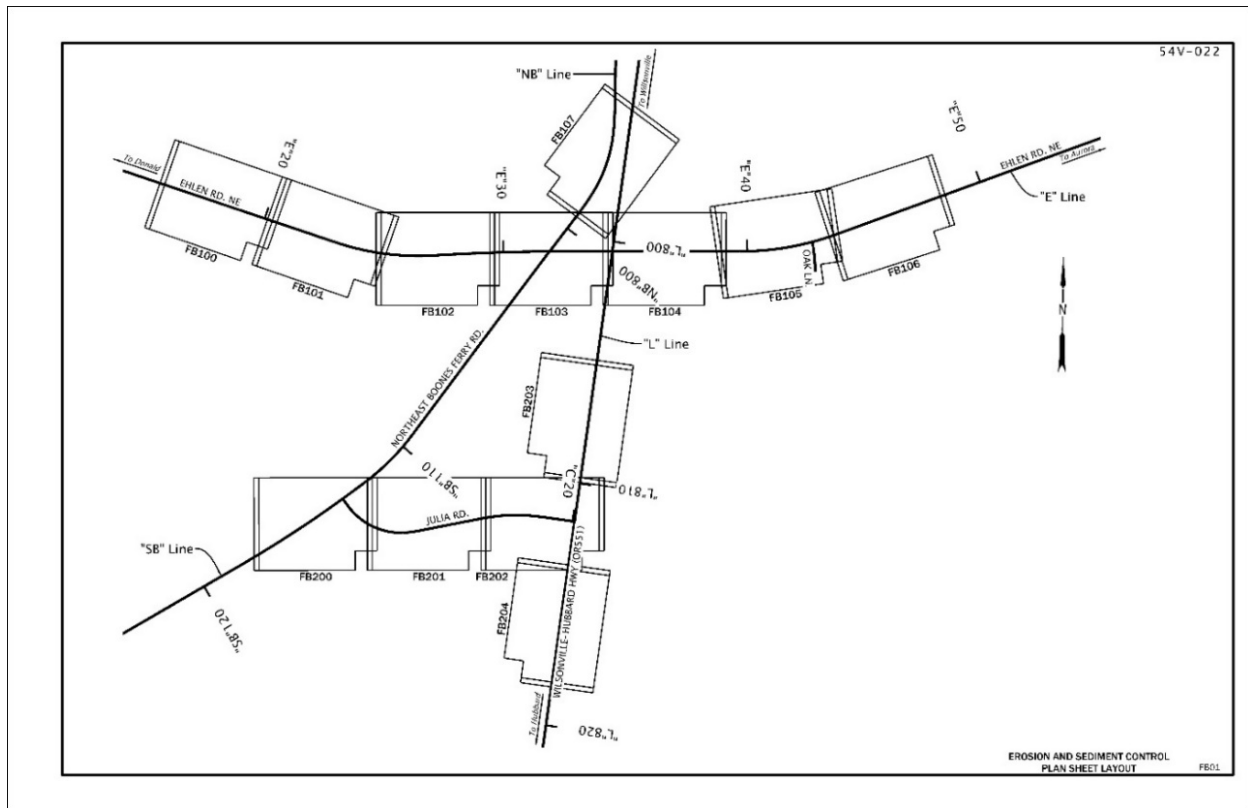 54V-022
"NB" Line
To Wilsonville
FB107
"E"50
"E"20
To Donald
EHLEN RD. NE
"E"30
"E"40
EHLEN RD. NE
To Aurora
"E" Line
FB100
FB101
"L"800
OAK LN.
FB106
FB105
"NB"800
FB102
FB103
FB104
"L" Line
N
NORTHEAST BOONES FERRY RD.
FB203
"SB"110
"C"20
"L"810
JULIA RD.
"SB" Line
FB200
FB201
FB202
WILSONVILLE-HUBBARD HWY (OR551)
FB204
"SB"120
To Hubbard
"L"820
EROSION AND SEDIMENT CONTROL
PLAN SHEET LAYOUT
FB01